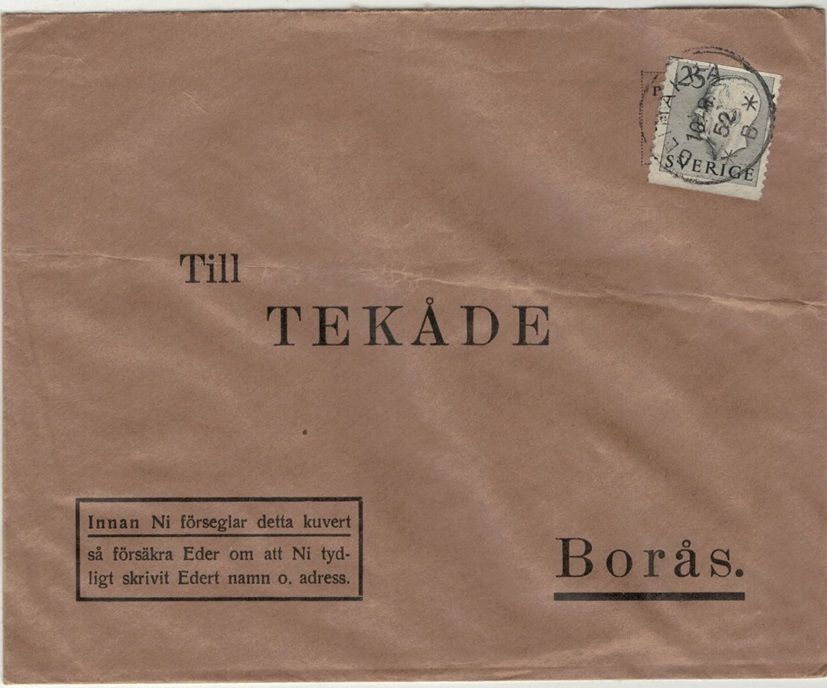 25
SVERIGE
52
B
Till
TEKÅDE
Innan Ni förseglar detta kuvert
så försäkra Eder om att Ni tyd-
ligt skrivit Edert namn o. adress.
Borås.